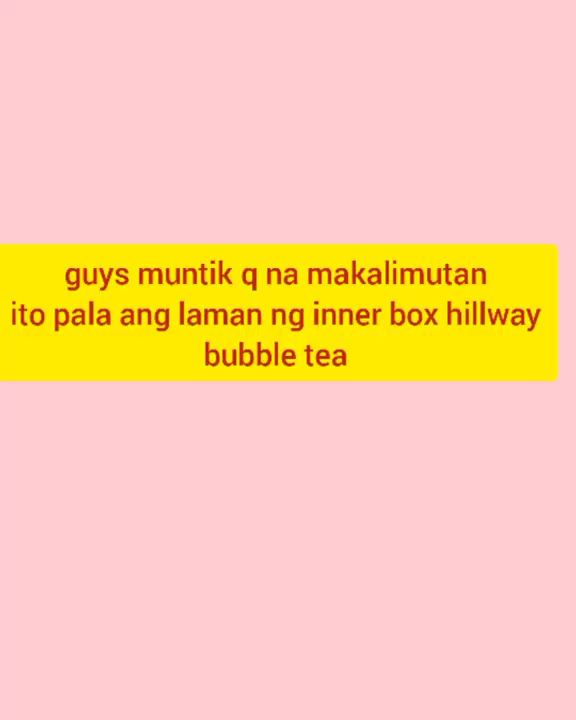 guys muntik q na makalimutan
ito pala ang laman ng inner box hillway
bubble tea